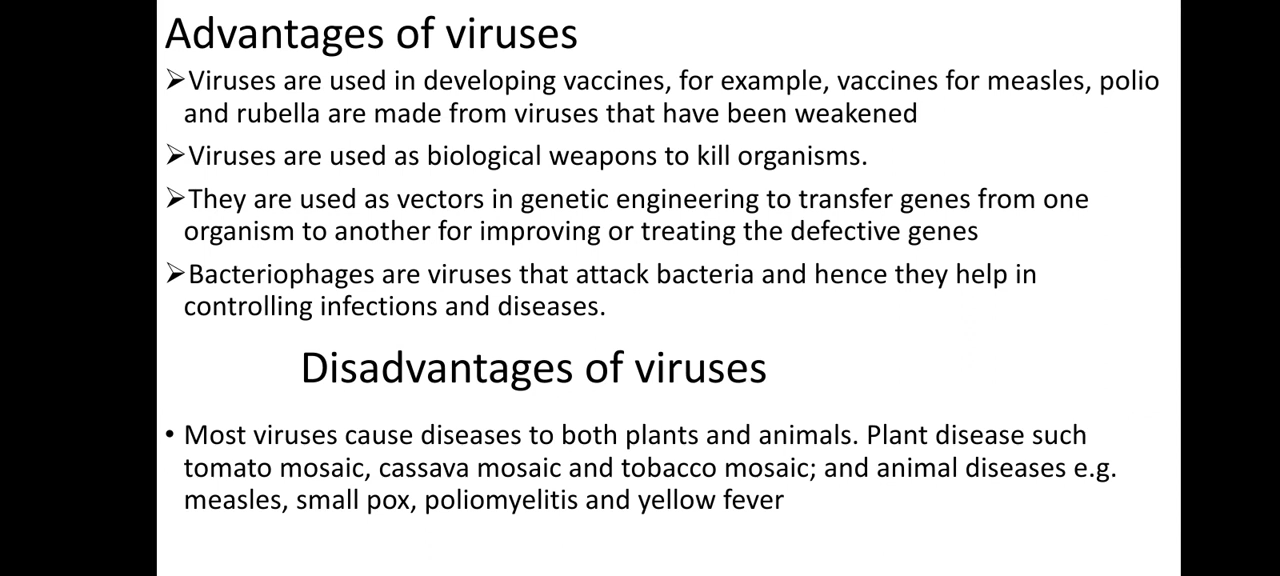 Advantages of viruses
➢Viruses are used in developing vaccines, for example, vaccines for measles, polio
and rubella are made from viruses that have been weakened
➢Viruses are used as biological weapons to kill organisms.
➢They are used as vectors in genetic engineering to transfer genes from one
organism to another for improving or treating the defective genes
➢Bacteriophages are viruses that attack bacteria and hence they help in
controlling infections and diseases.
Disadvantages of viruses
• Most viruses cause diseases to both plants and animals. Plant disease such
tomato mosaic, cassava mosaic and tobacco mosaic; and animal diseases e.g.
measles, small pox, poliomyelitis and yellow fever